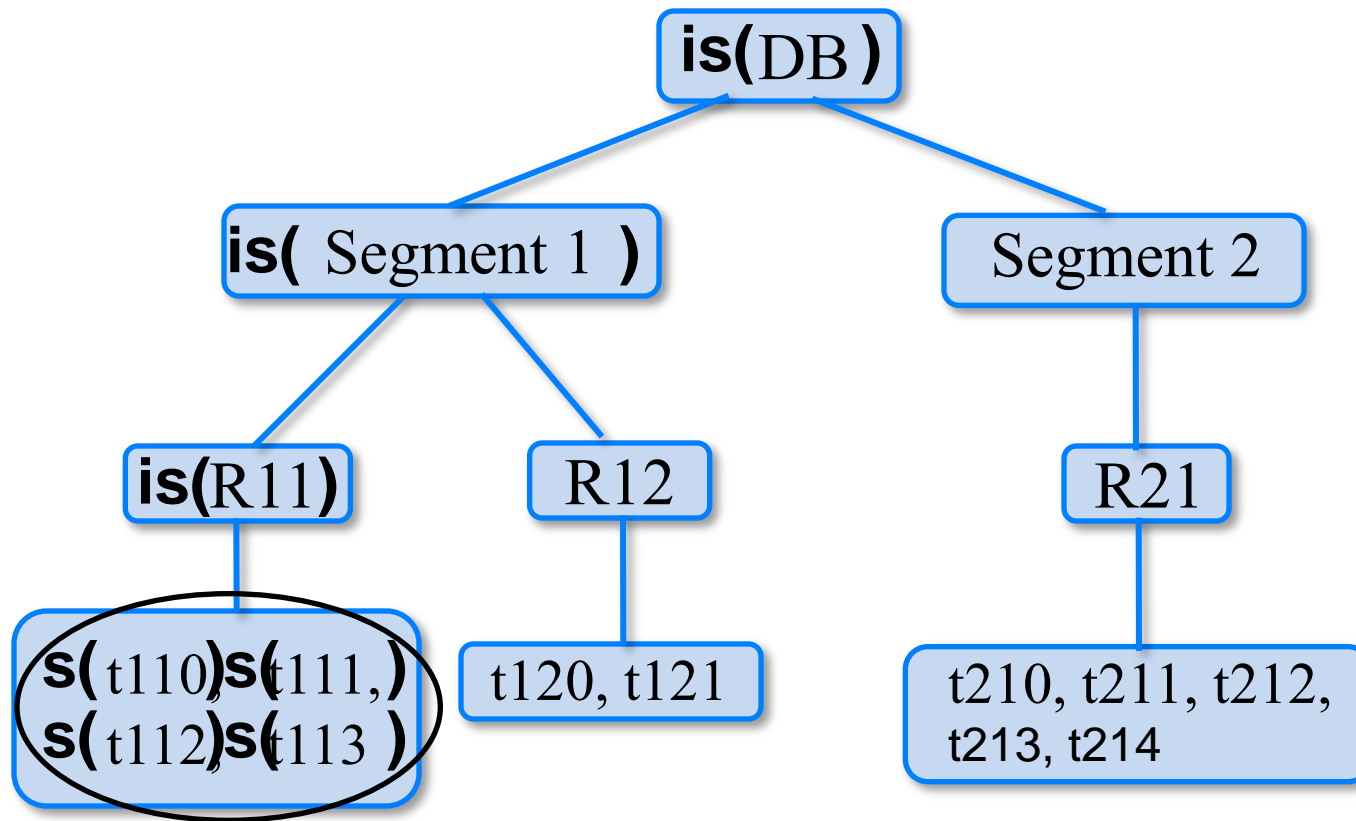 is(DB )
is( Segment 1 )
Segment 2
is(R11)
R12
R21
s( t110,)s(t111,)
s( t112,)s(t113 )
t120, t121
t210, t211, t212,
t213, t214